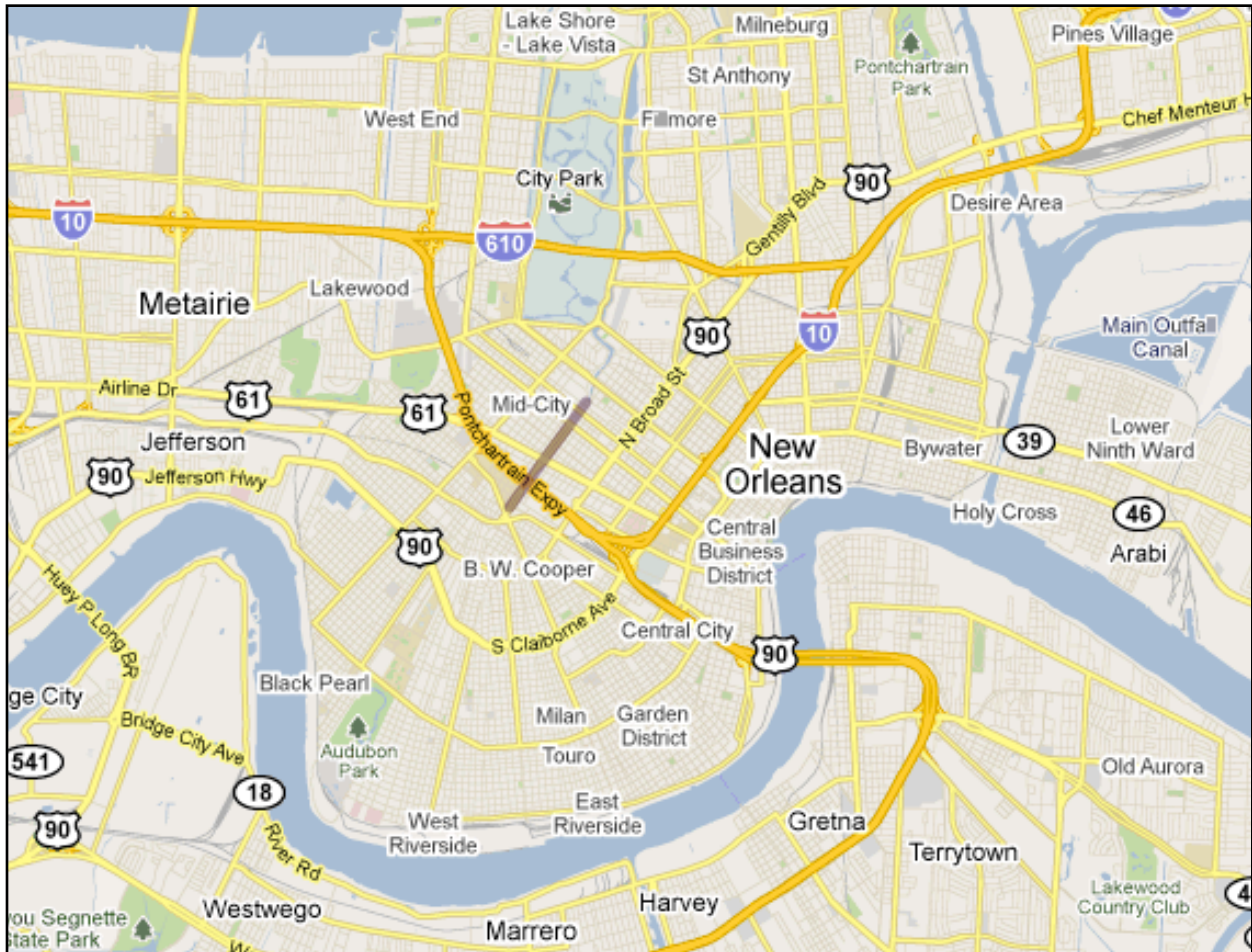 Lake Shore
- Lake Vista
Milneburg
10
Pines Village
St Anthony
Pontchartrain
Park
West End
Fillmore
Chef Menteur H
City Park
90
Gentilly Blvd
Desire Area
10
610
Lakewood
Metairie
90
10
Main Outfall
Canal
Airline Dr
61
61
Mid-City
N Broad St
Pontchartrain Expy
Jefferson
New
Orleans
Bywater
39
Lower
Ninth Ward
90
Jefferson Hwy
Holy Cross
46
Arabi
90
Central
Business
District
B. W. Cooper
Huey P Long BR
S Claiborne Ave
Central City
90
ge City
Black Pearl
Bridge City Ave
Milan
Garden
District
Touro
Audubon
Park
541
18
Old Aurora
90
River Rd
West
Riverside
East
Riverside
Gretna
Terrytown
Westwego
Harvey
Lakewood
Country Club
4
you Segnette
State Park
Marrero
W